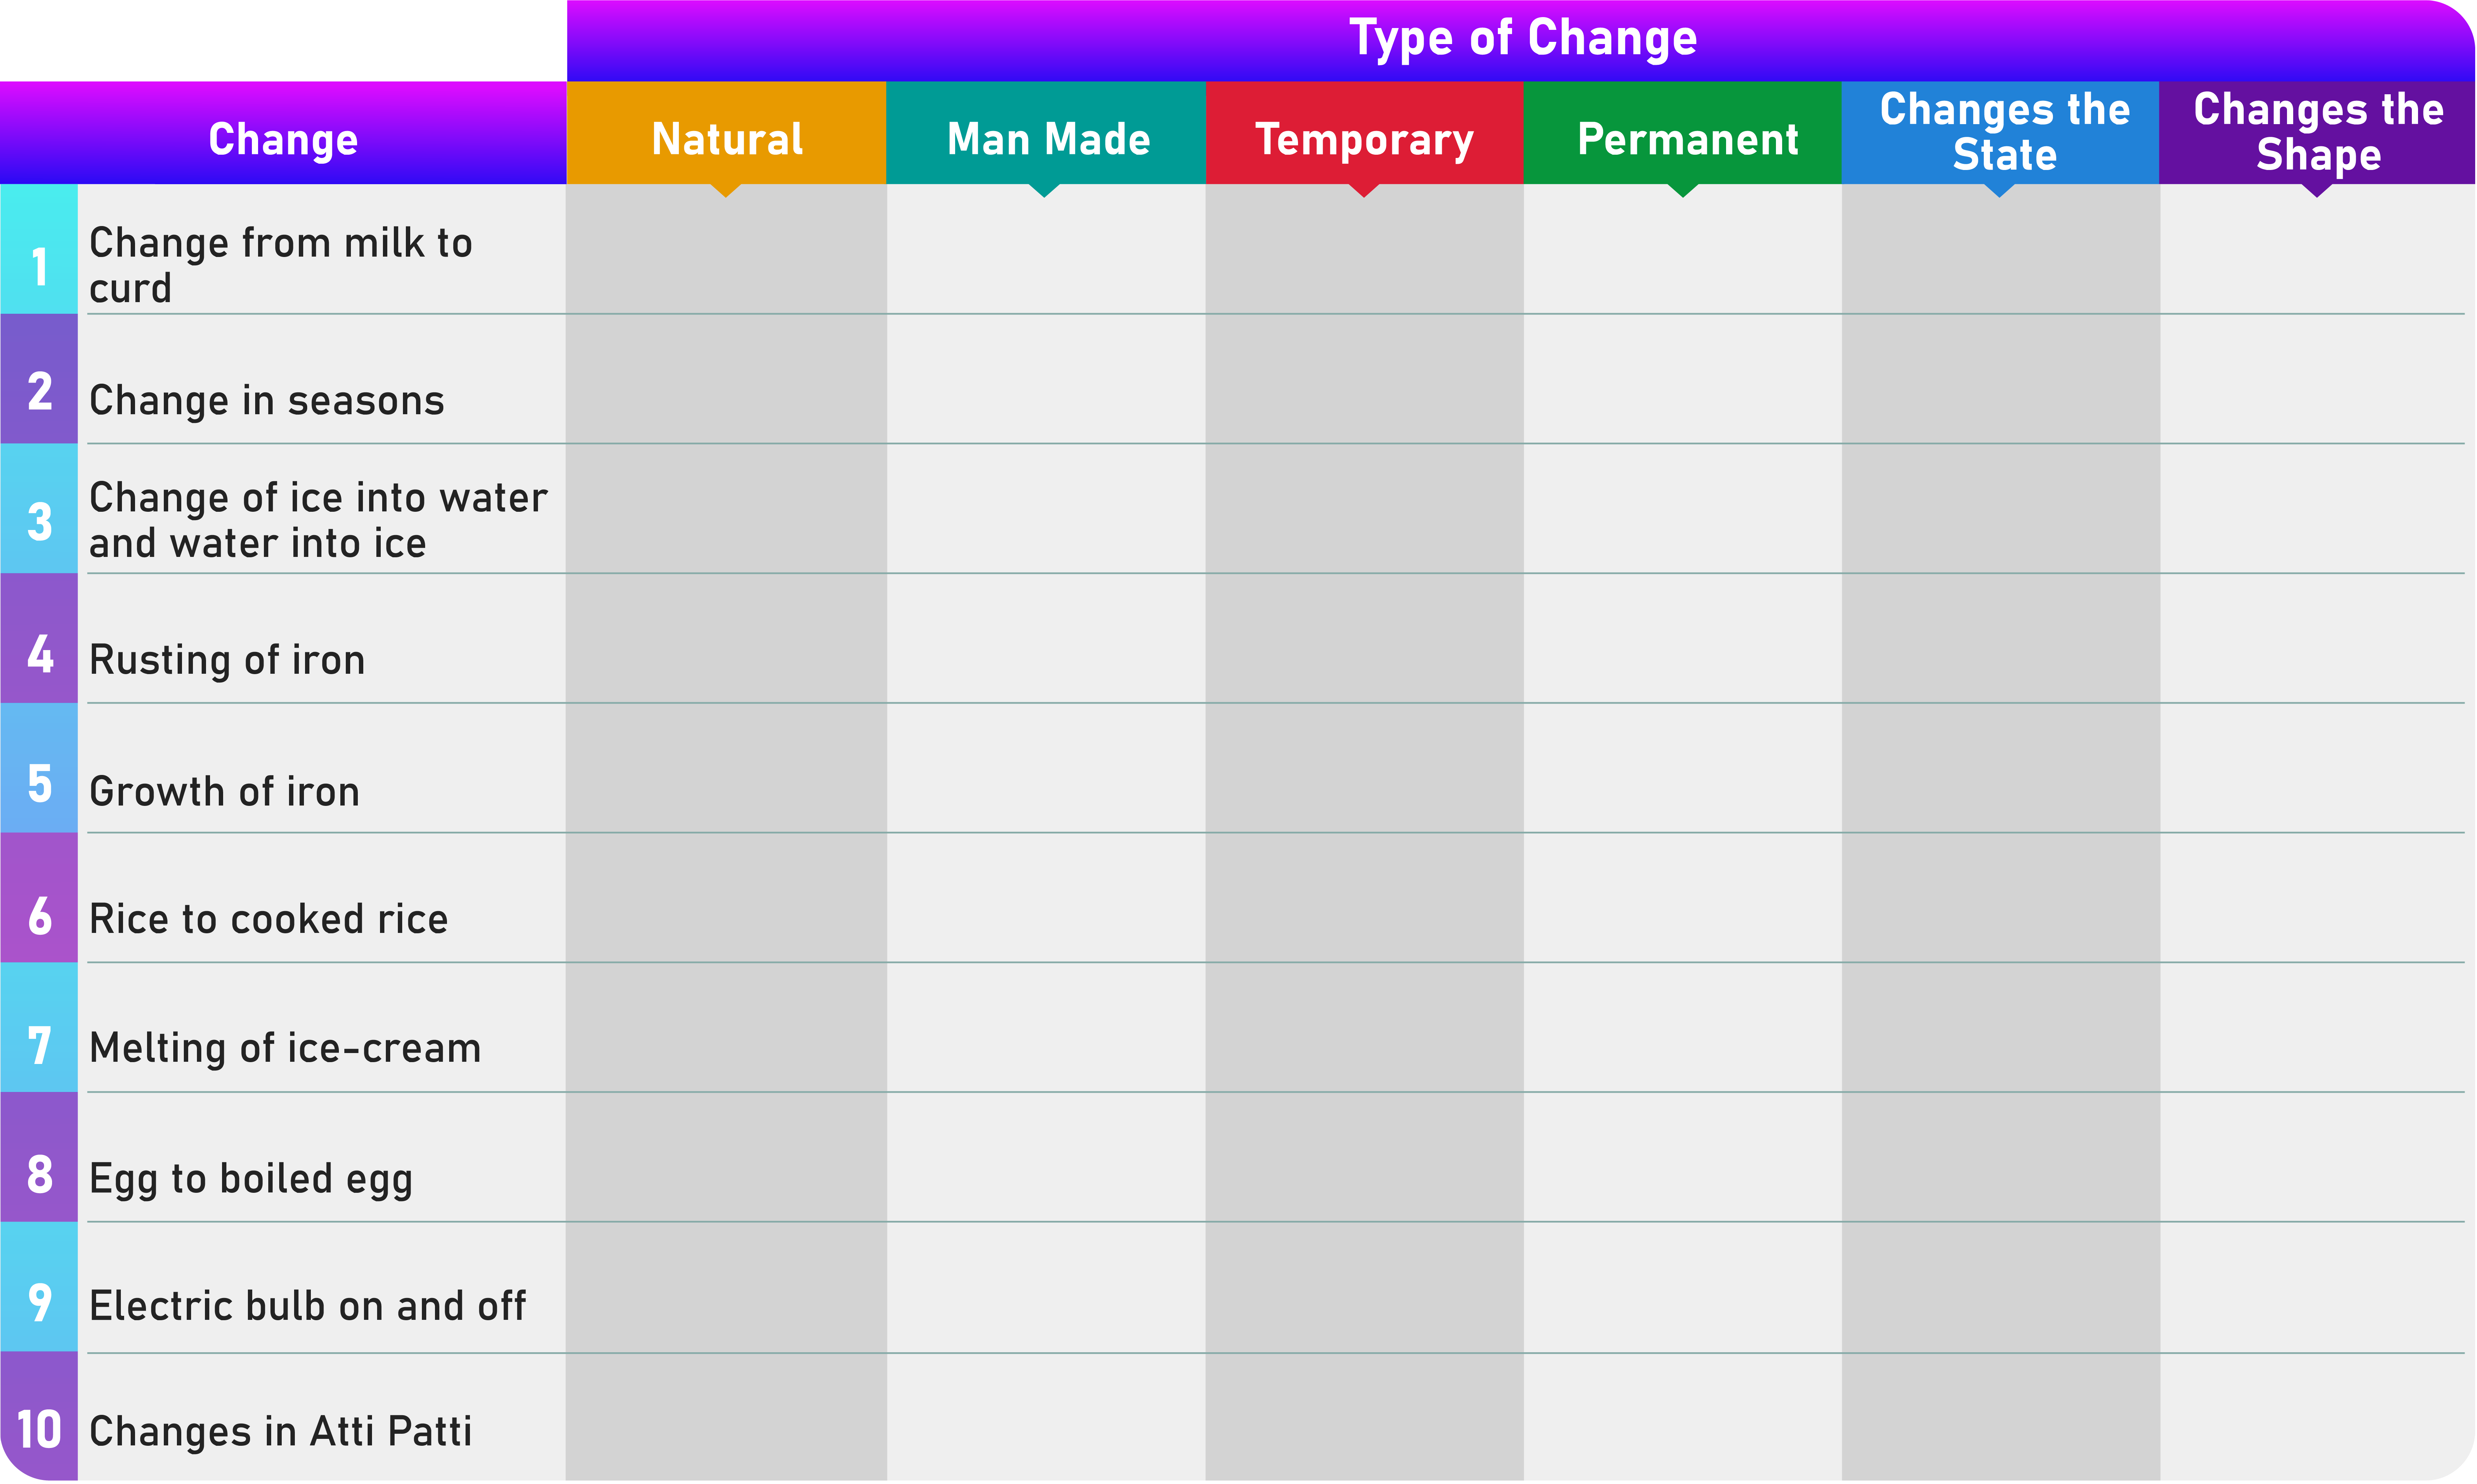 Type of Change
Change
Natural
Man Made
Temporary
Permanent
Changes the
State
Changes the
Shape
1
Change from milk to
curd
2
Change in seasons
3
Change of ice into water
and water into ice
4
Rusting of iron
5
Growth of iron
6
Rice to cooked rice
7
Melting of ice-cream
8
Egg to boiled egg
9
Electric bulb on and off
10
Changes in Atti Patti